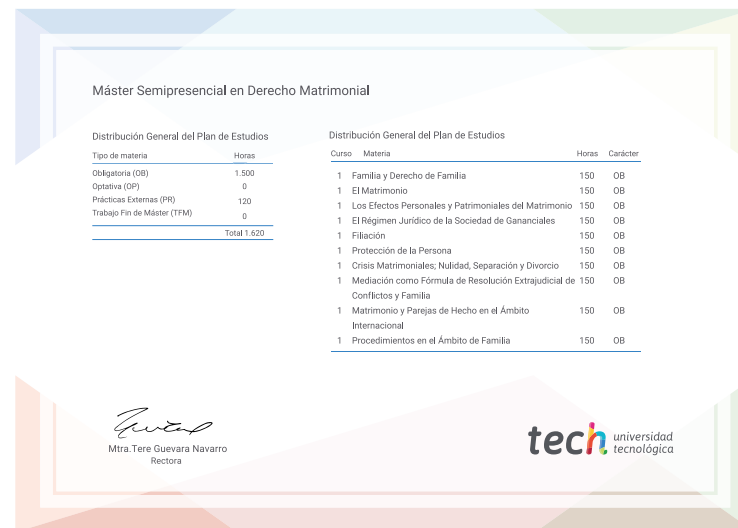 Máster Semipresencial en Derecho Matrimonial
Distribución General del Plan de Estudios
Tipo de materia Horas
Obligatoria (OB) 1.500
Optativa (OP) 0
Prácticas Externas (PR) 120
Trabajo Fin de Máster (TFM) 0
Total 1.620
Distribución General del Plan de Estudios
Curso Materia Horas Carácter
1 Familia y Derecho de Familia 150 OB
1 El Matrimonio 150 OB
1 Los Efectos Personales y Patrimoniales del Matrimonio 150 OB
1 El Régimen Jurídico de la Sociedad de Gananciales 150 OB
1 Filiación 150 OB
1 Protección de la Persona 150 OB
1 Crisis Matrimoniales; Nulidad, Separación y Divorcio 150 OB
1 Mediación como Fórmula de Resolución Extrajudicial de 150 OB
Conflictos y Familia
1 Matrimonio y Parejas de Hecho en el Ámbito 150 OB
Internacional
1 Procedimientos en el Ámbito de Familia 150 OB
Mtra.Tere Guevara Navarro
Rectora
tech universidad
tecnológica